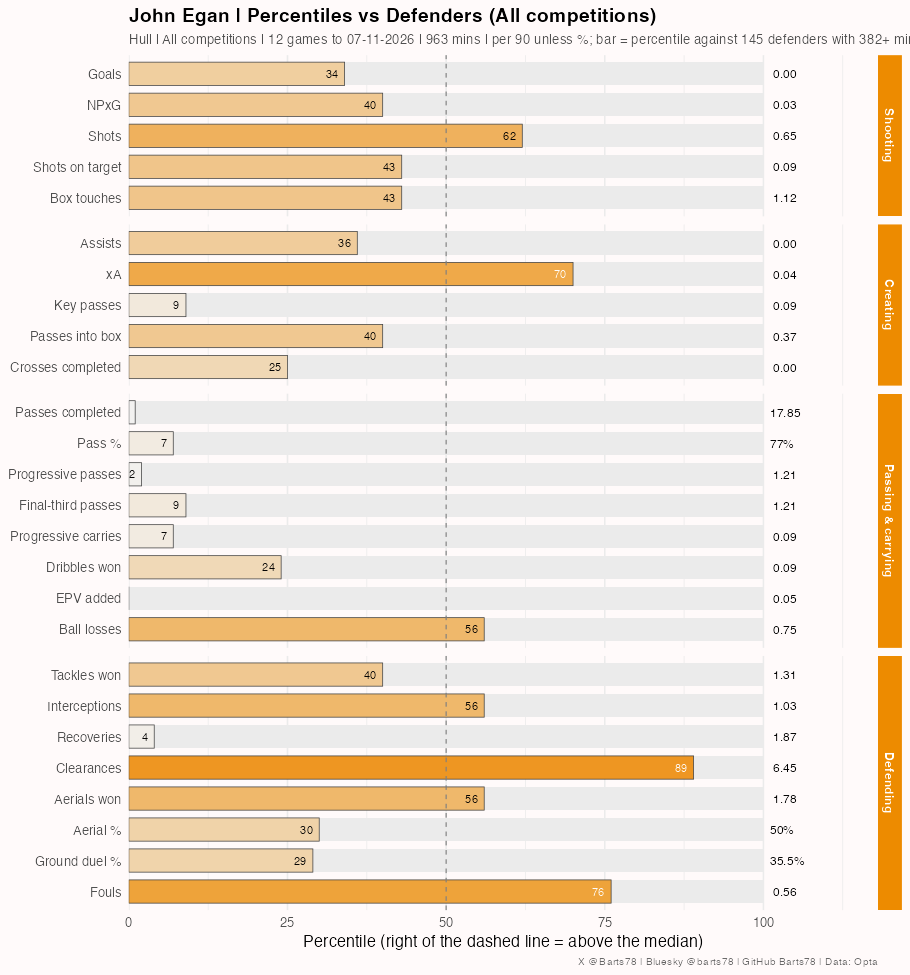 John Egan | Percentiles vs Defenders (All competitions)
Hull | All competitions | 12 games to 07-11-2026 | 963 mins | per 90 unless %; bar = percentile against 145 defenders with 382+ min
Shooting
Goals 34 0.00
NPxG 40 0.03
Shots 62 0.65
Shots on target 43 0.09
Box touches 43 1.12
Creating
Assists 36 0.00
xA 70 0.04
Key passes 9 0.09
Passes into box 40 0.37
Crosses completed 25 0.00
Passing & carrying
Passes completed 17.85
Pass % 7 77%
Progressive passes 2 1.21
Final-third passes 9 1.21
Progressive carries 7 0.09
Dribbles won 24 0.09
EPV added 0.05
Ball losses 56 0.75
Defending
Tackles won 40 1.31
Interceptions 56 1.03
Recoveries 4 1.87
Clearances 89 6.45
Aerials won 56 1.78
Aerial % 30 50%
Ground duel % 29 35.5%
Fouls 76 0.56
0 25 50 75 100
Percentile (right of the dashed line = above the median)
X @Barts78 | Bluesky @barts78 | GitHub Barts78 | Data: Opta